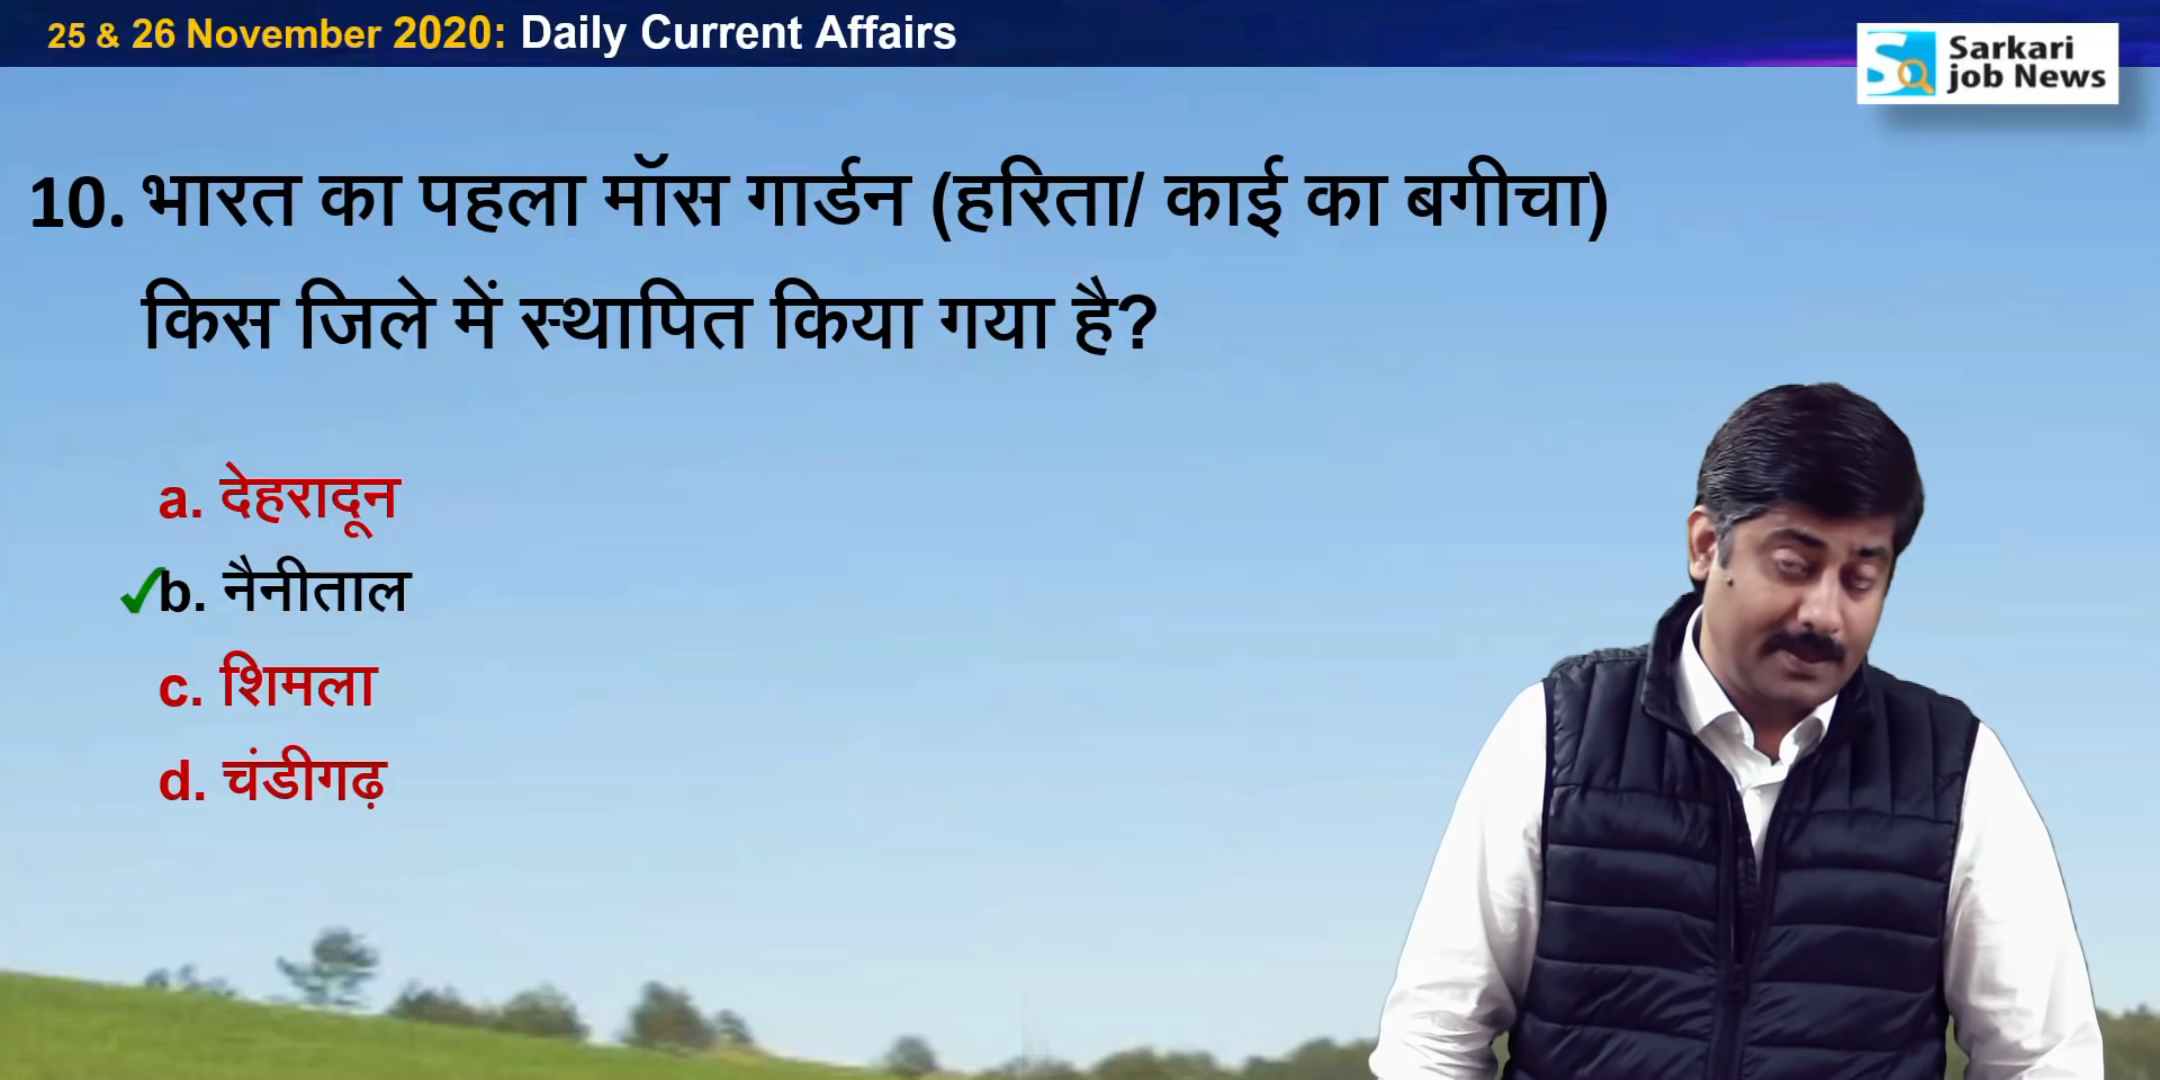 25 & 26 November 2020: Daily Current Affairs
Sarkari
job News
10. भारत का पहला मॉस गार्डन (हरिता/ काई का बगीचा)
किस जिले में स्थापित किया गया है?
a. देहरादून
✓b. नैनीताल
c. शिमला
d. चंडीगढ़